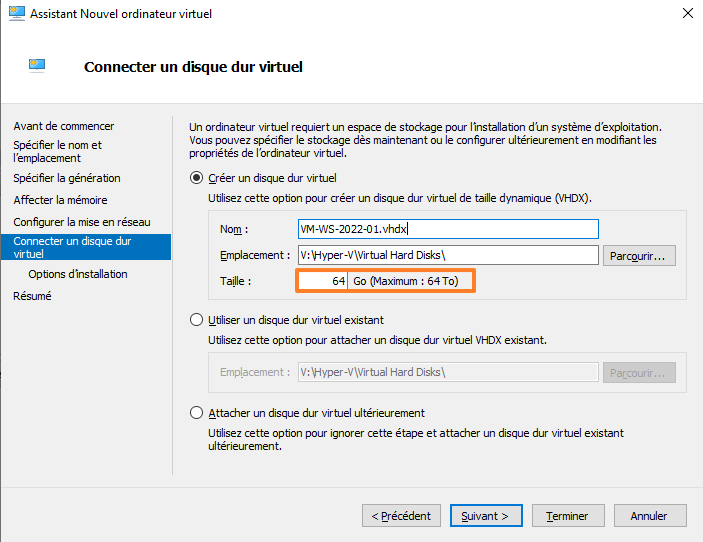 Assistant Nouvel ordinateur virtuel
Connecter un disque dur virtuel
Avant de commencer
Spécifier le nom et
l'emplacement
Spécifier la génération
Affecter la mémoire
Configurer la mise en réseau
Connecter un disque dur
virtuel
Options d'installation
Résumé
Un ordinateur virtuel requiert un espace de stockage pour l'installation d'un système d'exploitation.
Vous pouvez spécifier le stockage dès maintenant ou le configurer ultérieurement en modifiant les
propriétés de l'ordinateur virtuel.
Créer un disque dur virtuel
Utilisez cette option pour créer un disque dur virtuel de taille dynamique (VHDX).
Nom : VM-WS-2022-01.vhdx
Emplacement : V:\Hyper-V\Virtual Hard Disks\ Parcourir...
Taille : 64 Go (Maximum : 64 To)
Utiliser un disque dur virtuel existant
Utilisez cette option pour attacher un disque dur virtuel VHDX existant.
Emplacement : V:\Hyper-V\Virtual Hard Disks\ Parcourir...
Attacher un disque dur virtuel ultérieurement
Utilisez cette option pour ignorer cette étape et attacher un disque dur virtuel existant
ultérieurement.
< Précédent Suivant > Terminer Annuler